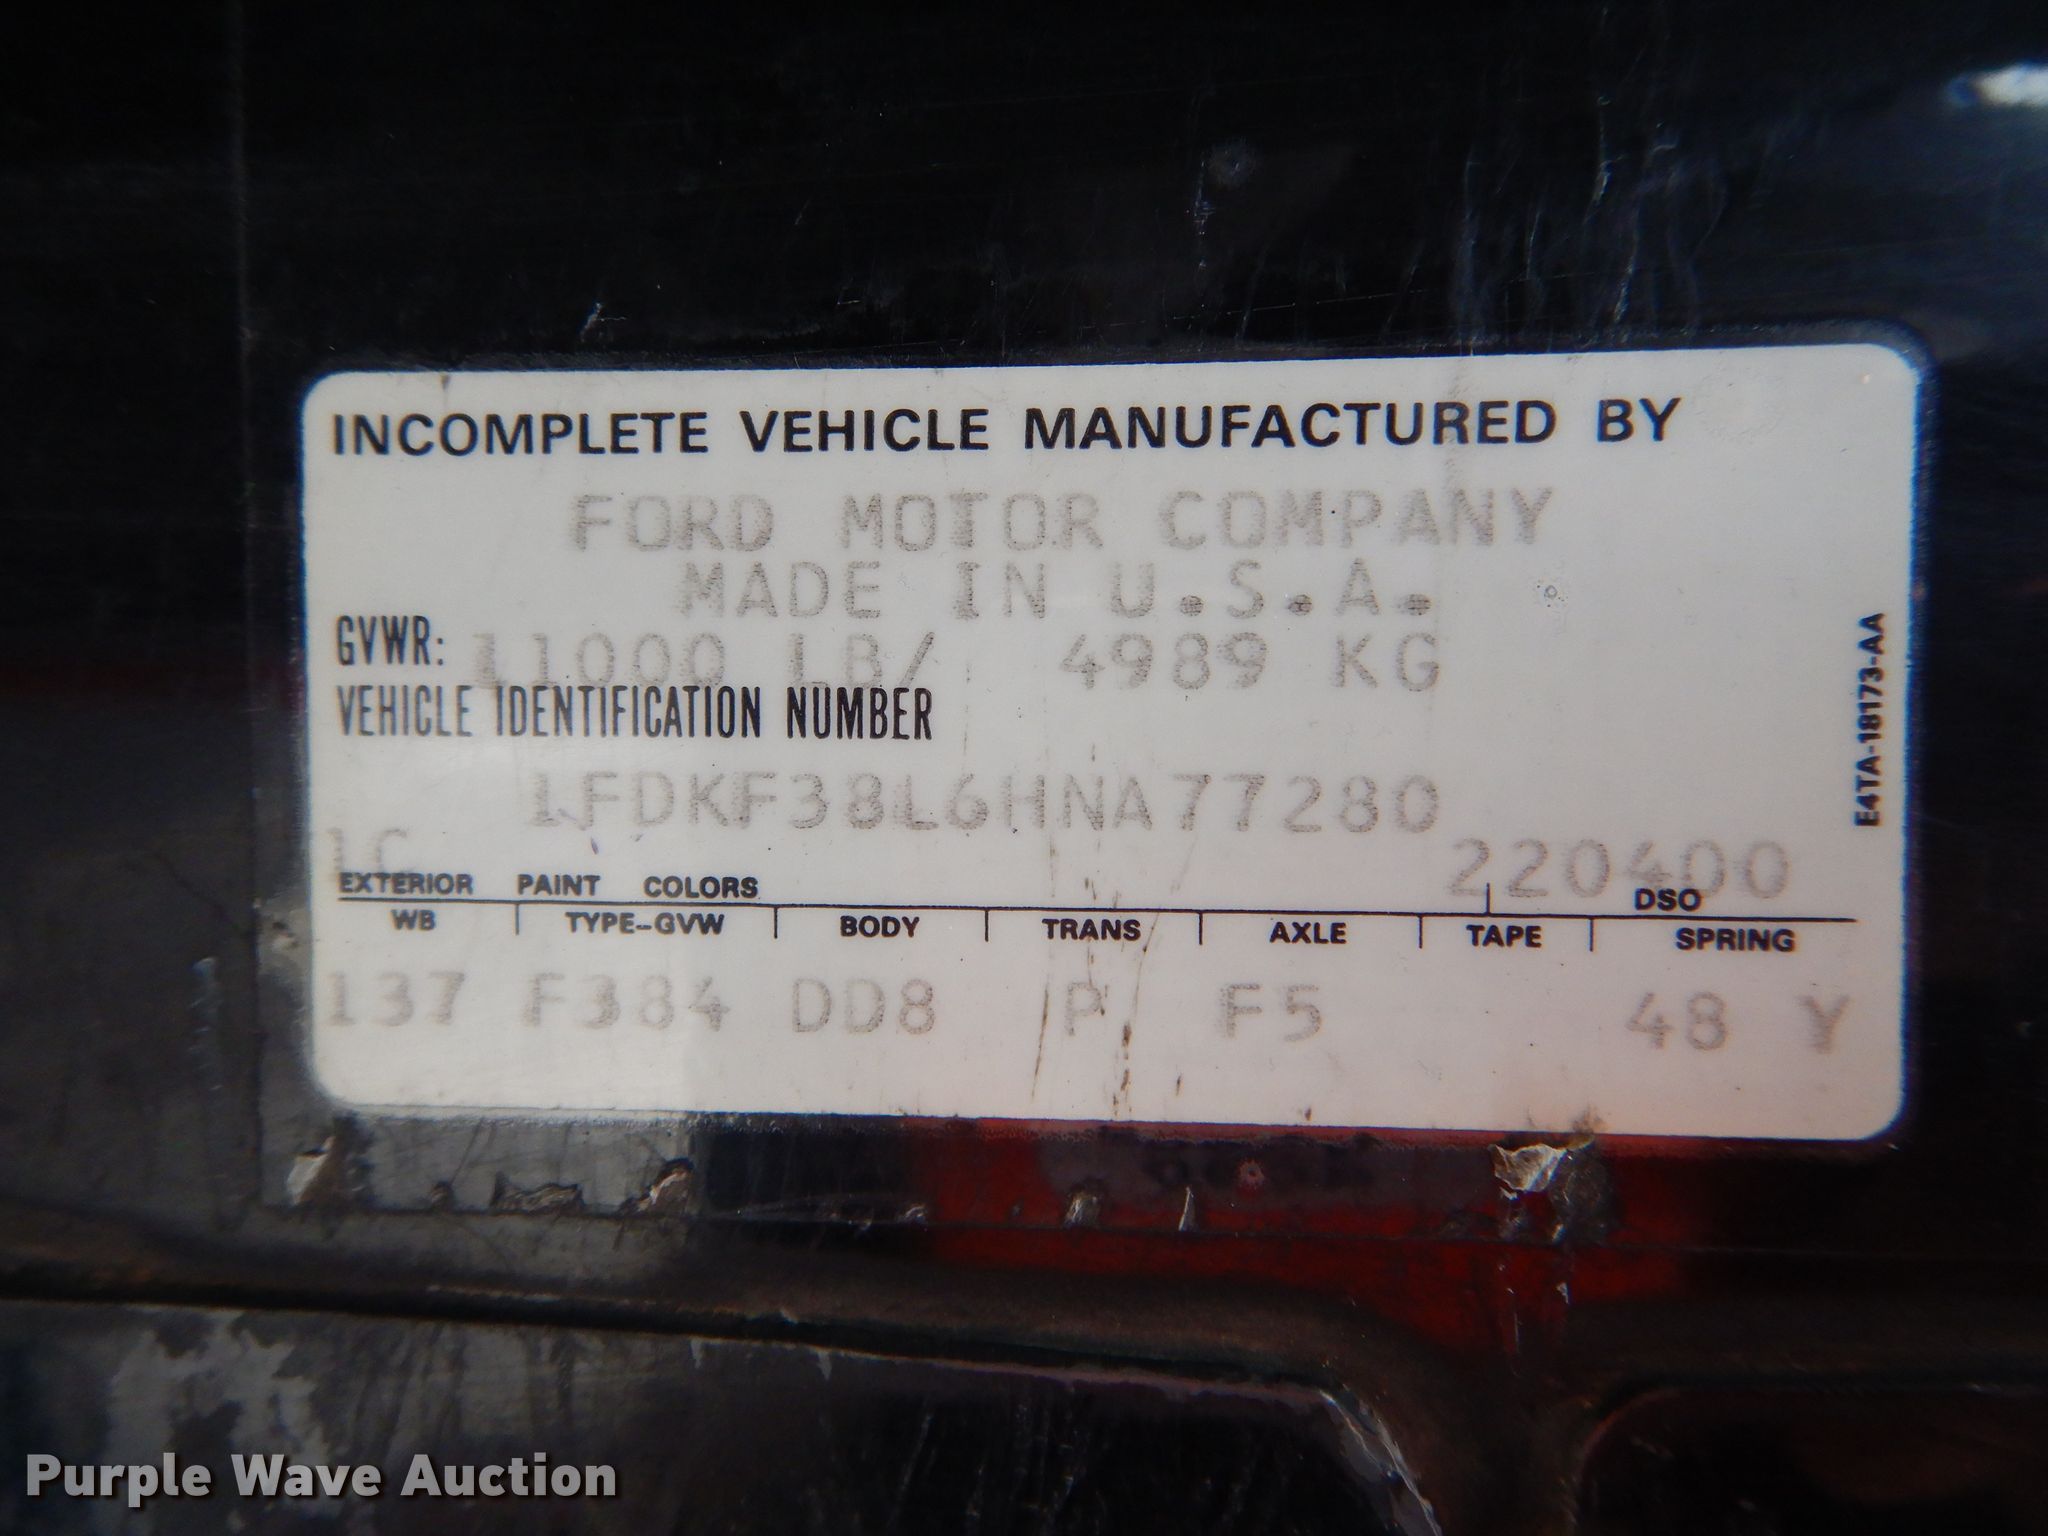 INCOMPLETE VEHICLE MANUFACTURED BY
FORD MOTOR COMPANY
MADE IN U.S.A.
GVWR: 11000 LB/ 4989 KG
VEHICLE IDENTIFICATION NUMBER
1FDKF38L6HNA77280
1C 220400
EXTERIOR PAINT COLORS DSO
WB TYPE-GVW BODY TRANS AXLE TAPE SPRING
137 F384 DD8 P F5 48 Y
E4TA-18173-AA
Purple Wave Auction